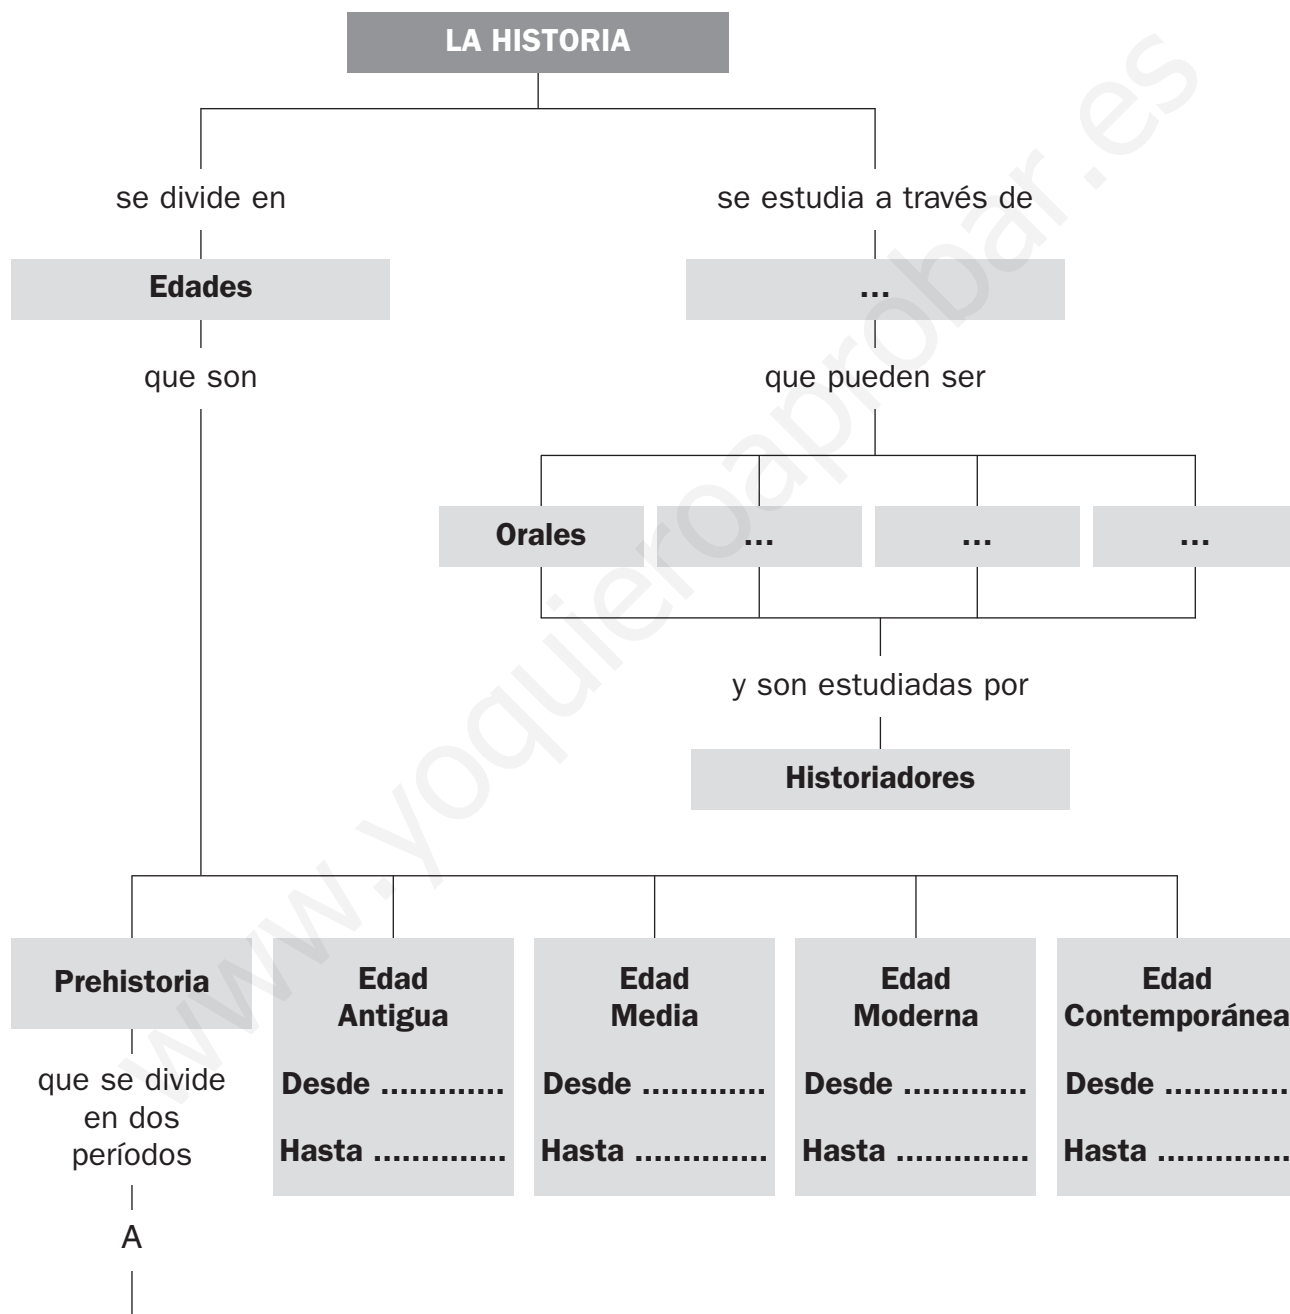 LA HISTORIA
se divide en
se estudia a través de
Edades
...
que son
que pueden ser
Orales
...
...
...
y son estudiadas por
Historiadores
Prehistoria
Edad
Antigua
Desde .............
Hasta ..............
Edad
Media
Desde .............
Hasta ..............
Edad
Moderna
Desde .............
Hasta ..............
Edad
Contemporánea
Desde .............
Hasta ..............
que se divide
en dos
períodos
A
www.yoquieroaprobar.es